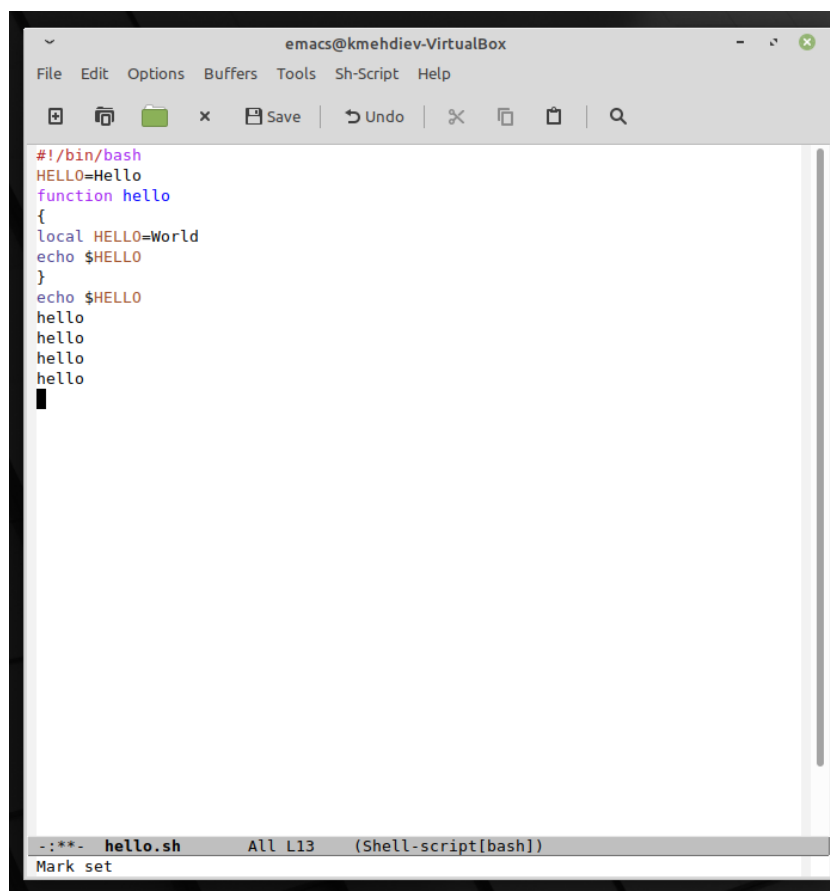 emacs@kmehdiev-VirtualBox
File Edit Options Buffers Tools Sh-Script Help
Save Undo
#!/bin/bash
HELLO=Hello
function hello
{
local HELLO=World
echo $HELLO
}
echo $HELLO
hello
hello
hello
hello
-:**- hello.sh All L13 (Shell-script[bash])
Mark set